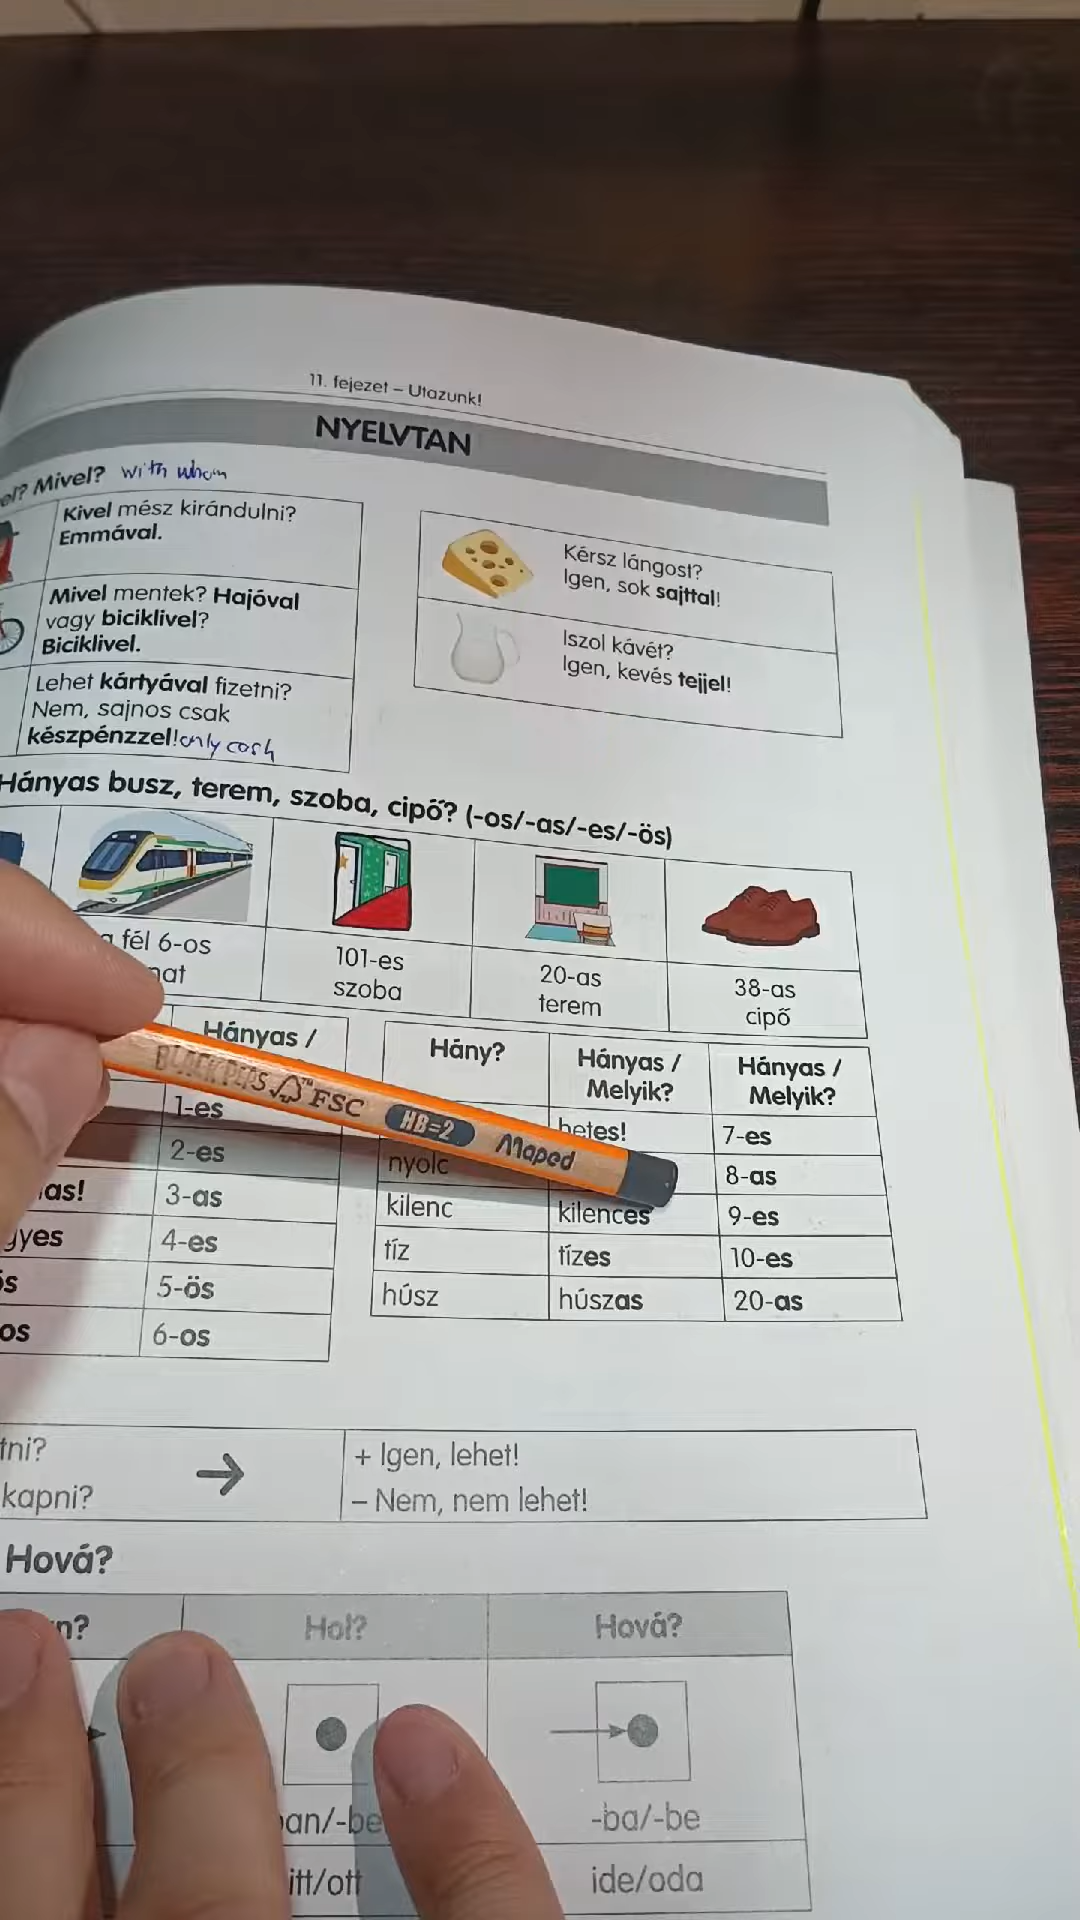 11. fejezet – Utazunk!
NYELVTAN
Mivel? with whom
Kivel mész kirándulni?
Emmával.
Mivel mentek? Hajóval
vagy biciklivel?
Biciklivel.
Lehet kártyával fizetni?
Nem, sajnos csak
készpénzzel! only cash
Kérsz lángost?
Igen, sok sajttal!
Iszol kávét?
Igen, kevés tejjel!
Hányas busz, terem, szoba, cipő? (-os/-as/-es/-ös)
fél 6-os
101-es
szoba
20-as
terem
38-as
cipő
Hányas /
1-es
2-es
3-as
4-es
5-ös
6-os
Hány?
Hányas /
Melyik?
Hányas /
Melyik?
hetes!
7-es
nyolc
8-as
kilenc
kilences
9-es
tíz
tízes
10-es
húsz
húszas
20-as
BLACK'PEPS FSC HB=2 Maped
kapni?
+ Igen, lehet!
– Nem, nem lehet!
Hová?
Hol?
Hová?
-ba/-be
itt/ott
ide/oda